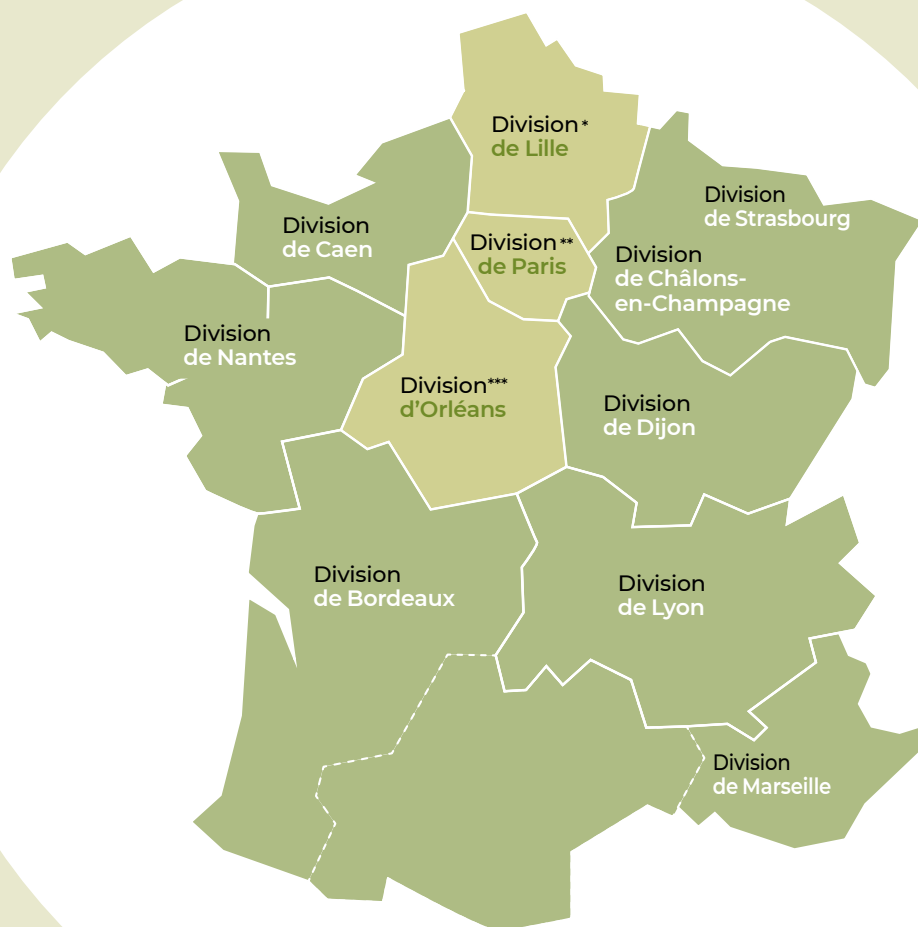 Division*
de Lille
Division
de Strasbourg
Division
de Caen
Division**
de Paris
Division
de Châlons-
en-Champagne
Division
de Nantes
Division***
d’Orléans
Division
de Dijon
Division
de Bordeaux
Division
de Lyon
Division
de Marseille